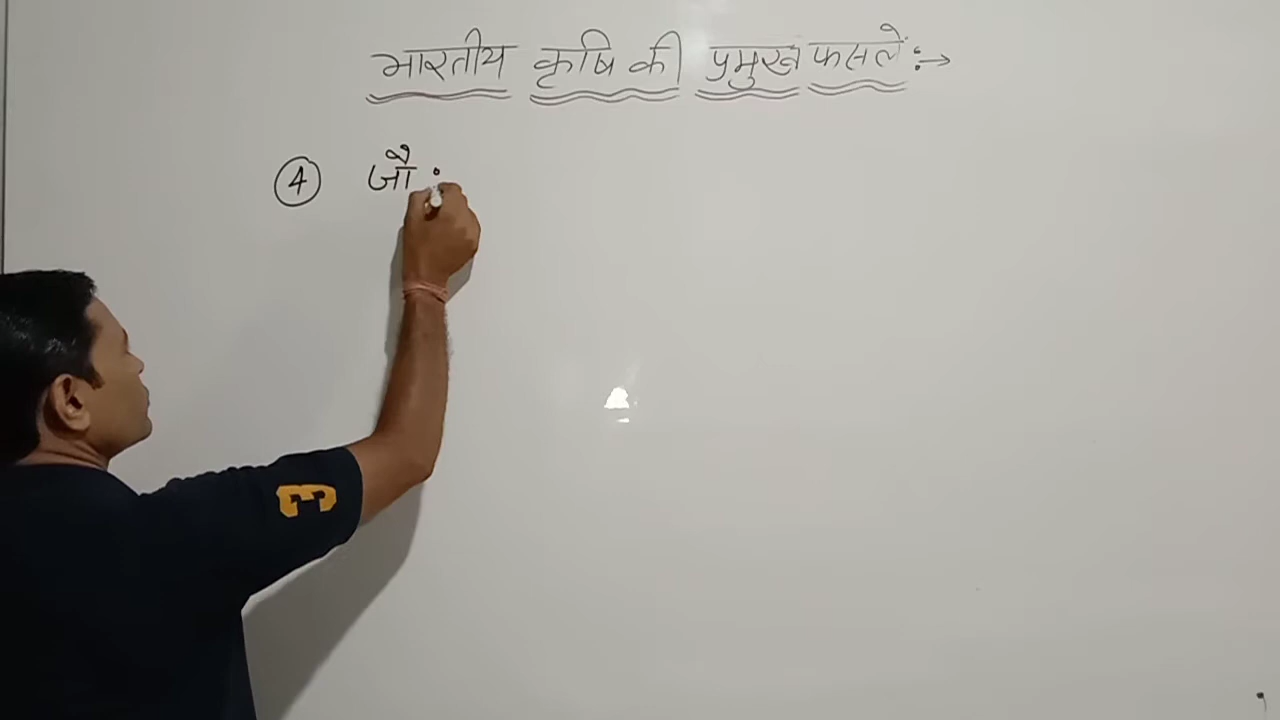 भारतीय कृषि की प्रमुख फसलें :→
④ जौ :